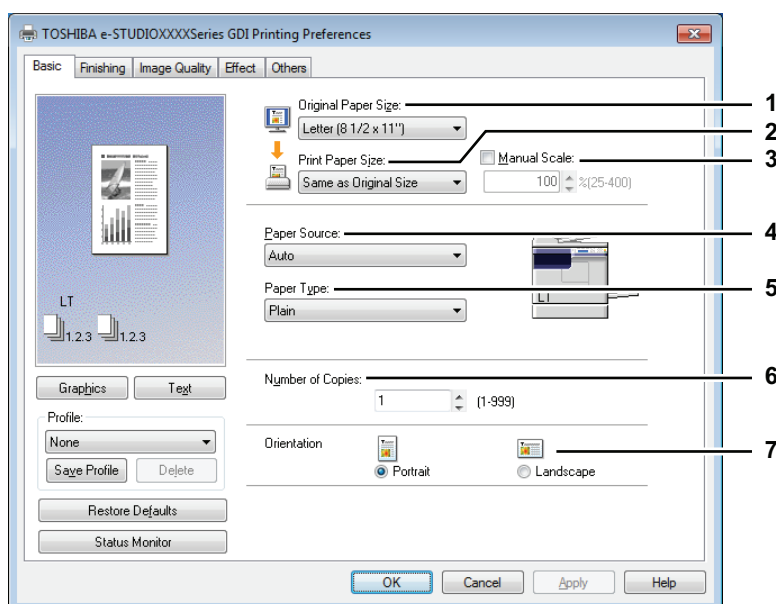 TOSHIBA e-STUDIOXXXXSeries GDI Printing Preferences
Basic Finishing Image Quality Effect Others
Original Paper Size: 1
Letter (8 1/2 x 11") 2
Print Paper Size: Manual Scale: 3
Same as Original Size 100 %(25-400)
Paper Source: 4
Auto
Paper Type: 5
LT
Plain
LT
1.2.3 1.2.3
Graphics Text
Number of Copies: 6
1 (1-999)
Profile:
None
Save Profile Delete
Orientation 7
Portrait Landscape
Restore Defaults
Status Monitor
OK Cancel Apply Help